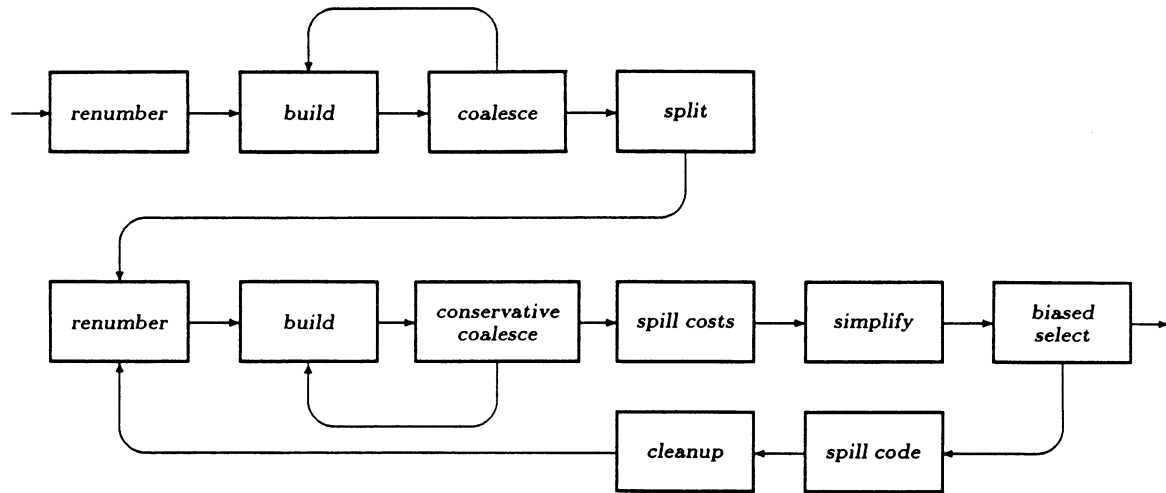 renumber
build
coalesce
split
renumber
build
conservative
coalesce
spill costs
simplify
biased
select
cleanup
spill code